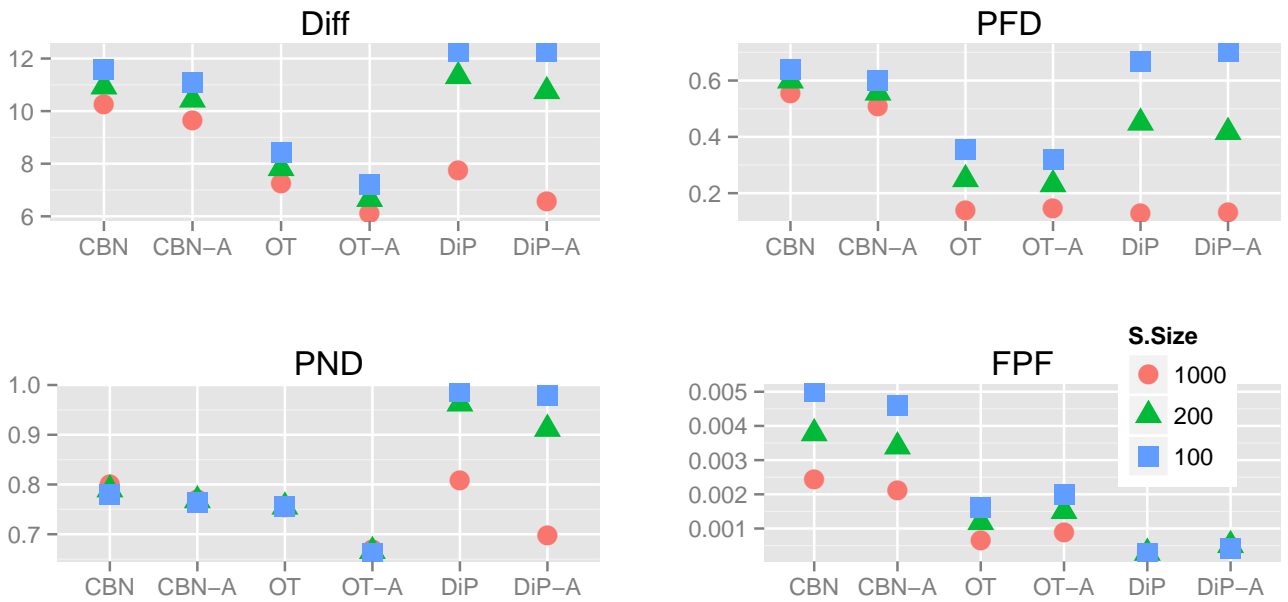 Diff
12
10
8
6
CBN CBN−A OT OT−A DiP DiP−A
PFD
0.6
0.4
0.2
CBN CBN−A OT OT−A DiP DiP−A
PND
1.0
0.9
0.8
0.7
CBN CBN−A OT OT−A DiP DiP−A
FPF
0.005
0.004
0.003
0.002
0.001
CBN CBN−A OT OT−A DiP DiP−A
S.Size
1000
200
100